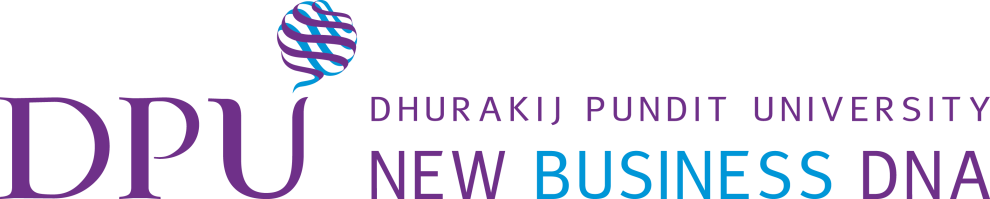 DPU
DHURAKIJ PUNDIT UNIVERSITY
NEW BUSINESS DNA